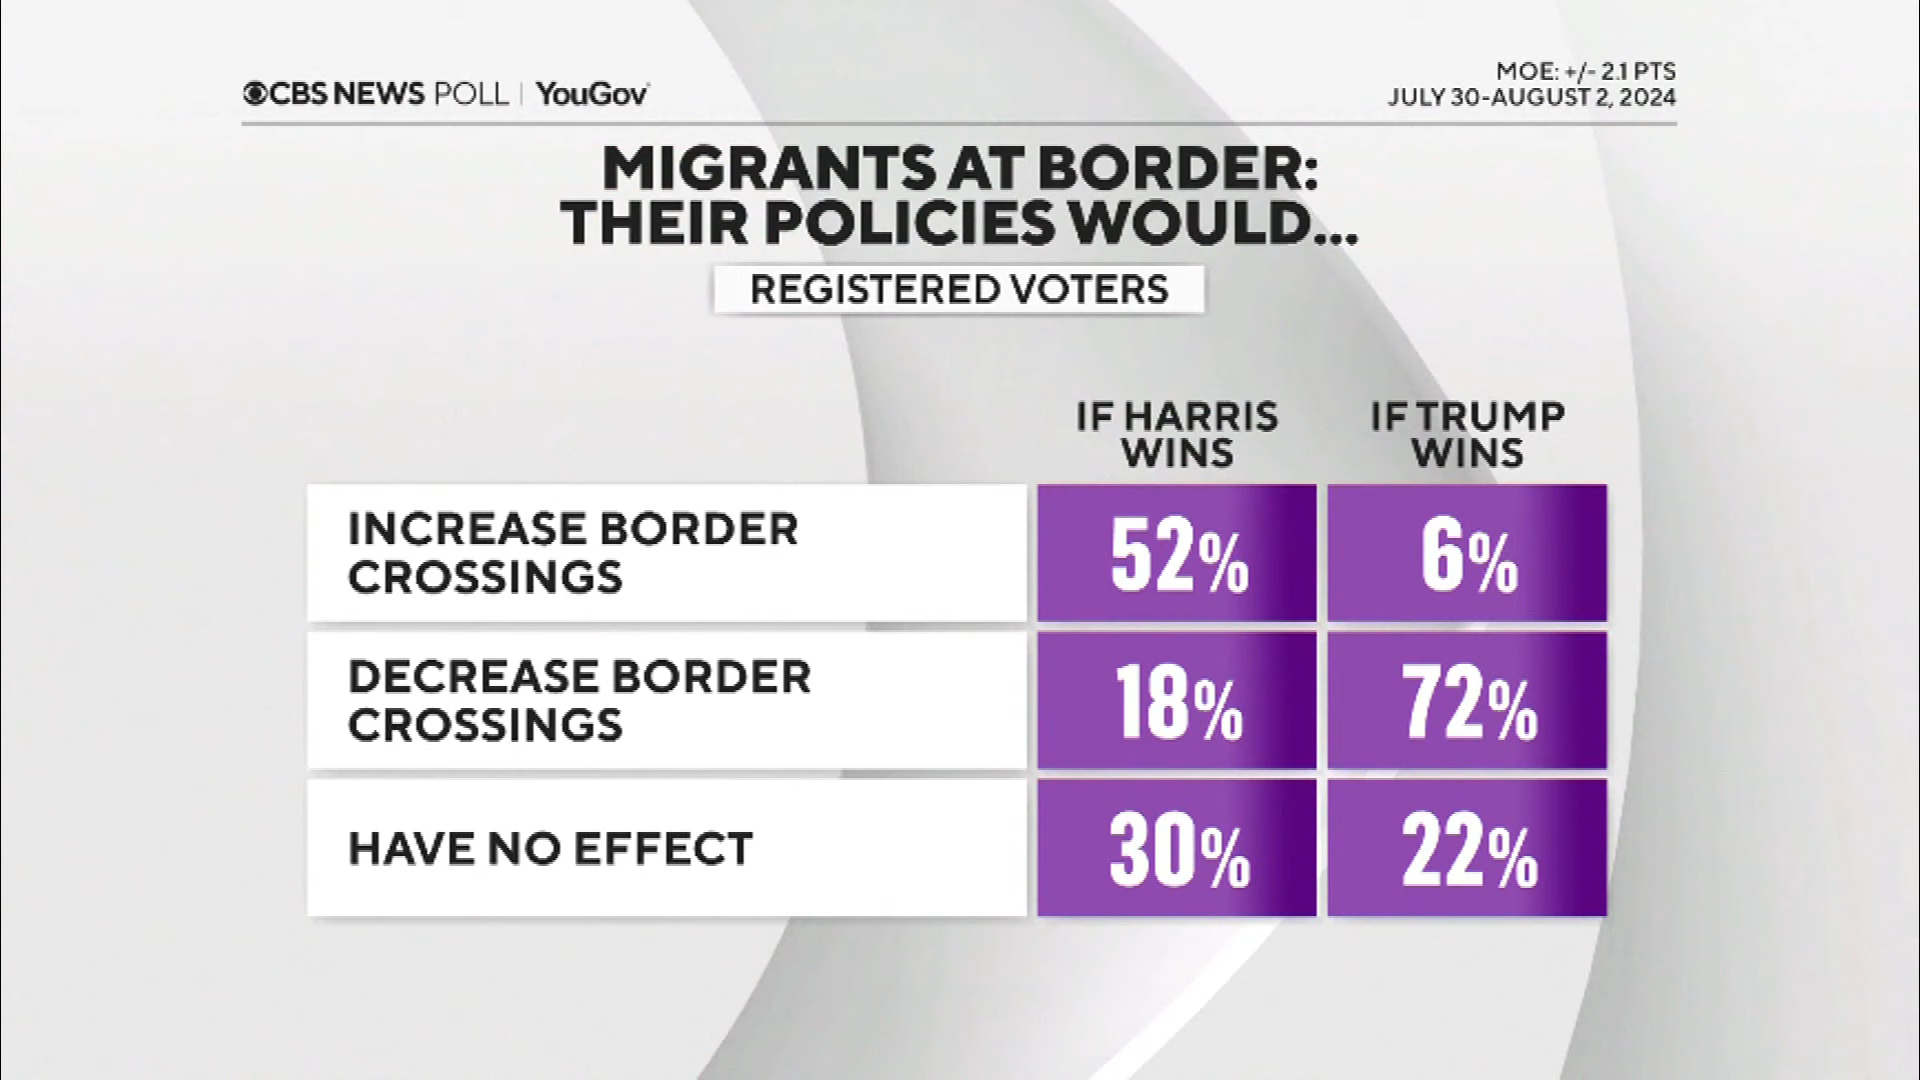 CBS NEWS POLL | YouGov
MOE: +/- 2.1 PTS
JULY 30-AUGUST 2, 2024
MIGRANTS AT BORDER:
THEIR POLICIES WOULD...
REGISTERED VOTERS
IF HARRIS
WINS
IF TRUMP
WINS
INCREASE BORDER
CROSSINGS
52%
6%
DECREASE BORDER
CROSSINGS
18%
72%
HAVE NO EFFECT
30%
22%